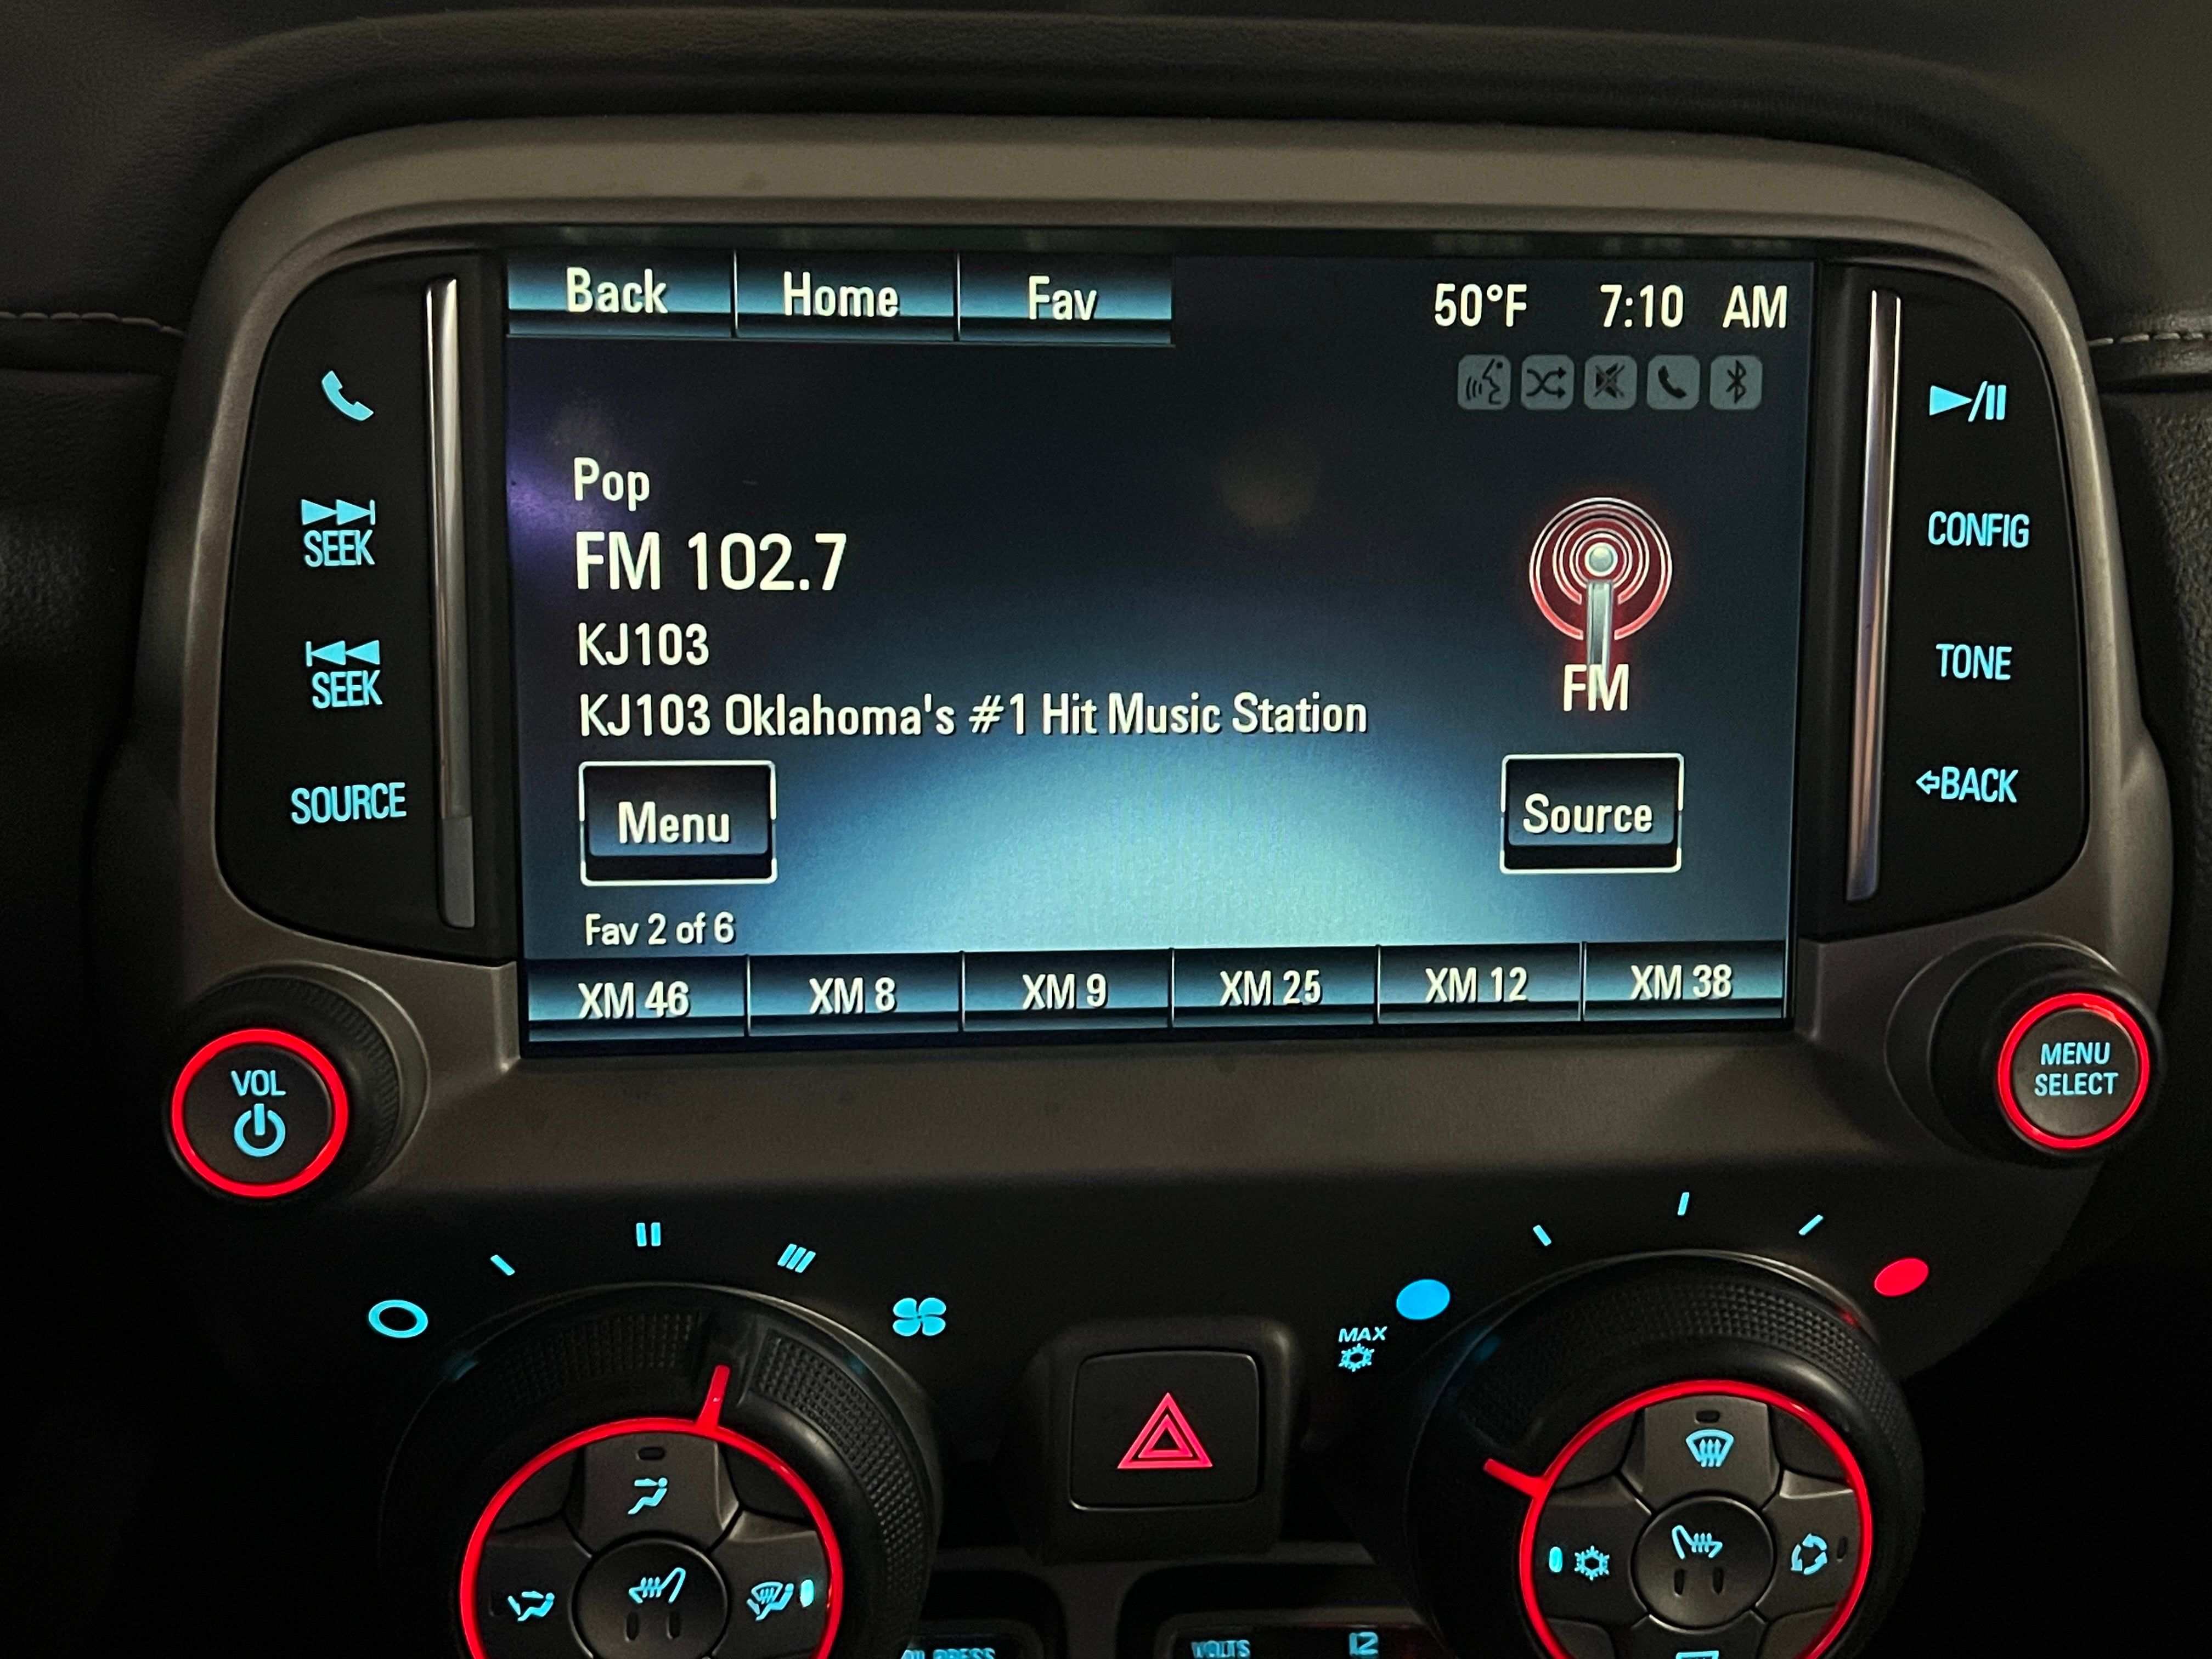 Back Home Fav 50°F 7:10 AM
SEEK
SEEK
SOURCE
Pop
FM 102.7
KJ103
KJ103 Oklahoma's #1 Hit Music Station
FM
Menu
Source
Fav 2 of 6
XM 46 XM 8 XM 9 XM 25 XM 12 XM 38
CONFIG
TONE
BACK
VOL
MENU
SELECT
MAX
VOLTS 12